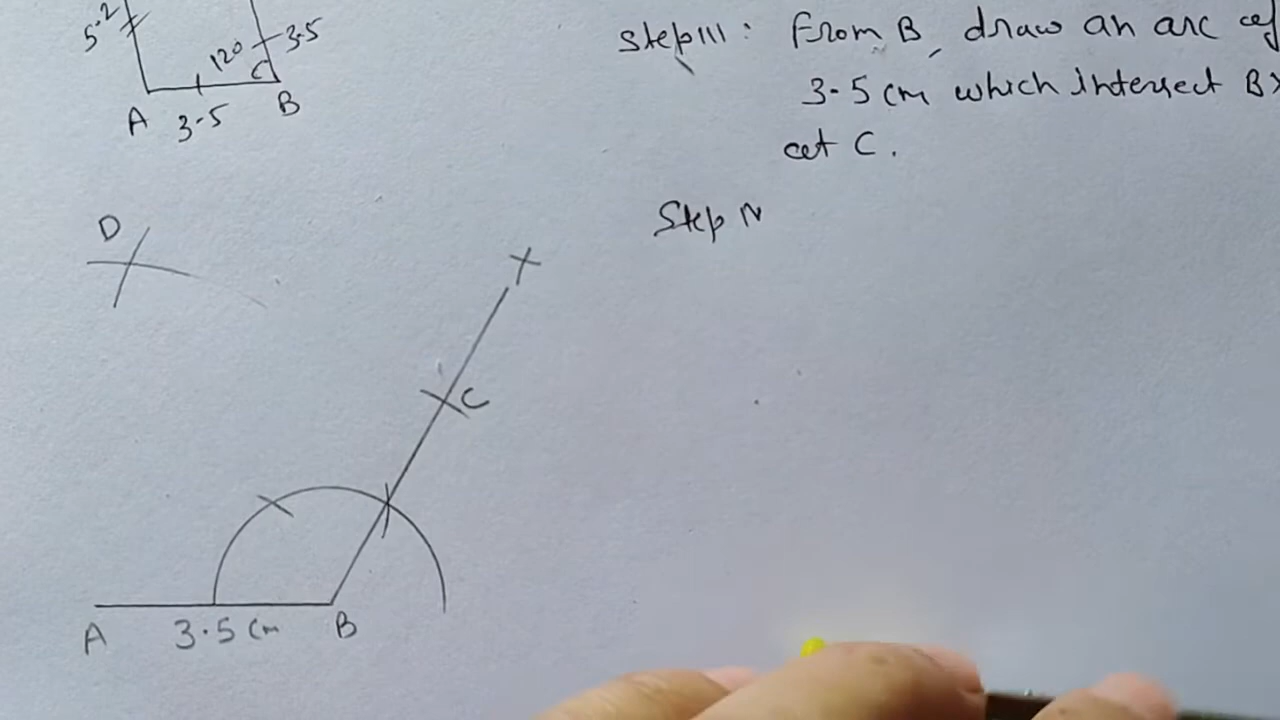 5.2
120
3.5
C
A
3.5
B
Step III : From B, draw an arc of
3.5 cm which intersect BX
at C.
Step IV
D
X
C
A
3.5 cm
B